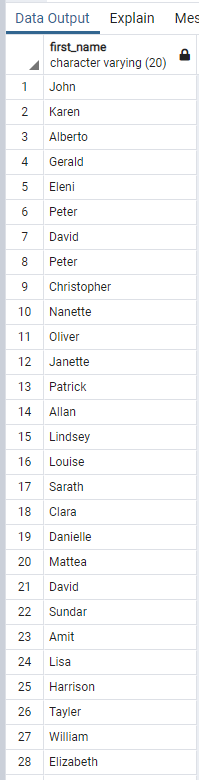 Data Output Explain Mes
first_name
character varying (20)
1 John
2 Karen
3 Alberto
4 Gerald
5 Eleni
6 Peter
7 David
8 Peter
9 Christopher
10 Nanette
11 Oliver
12 Janette
13 Patrick
14 Allan
15 Lindsey
16 Louise
17 Sarath
18 Clara
19 Danielle
20 Mattea
21 David
22 Sundar
23 Amit
24 Lisa
25 Harrison
26 Tayler
27 William
28 Elizabeth